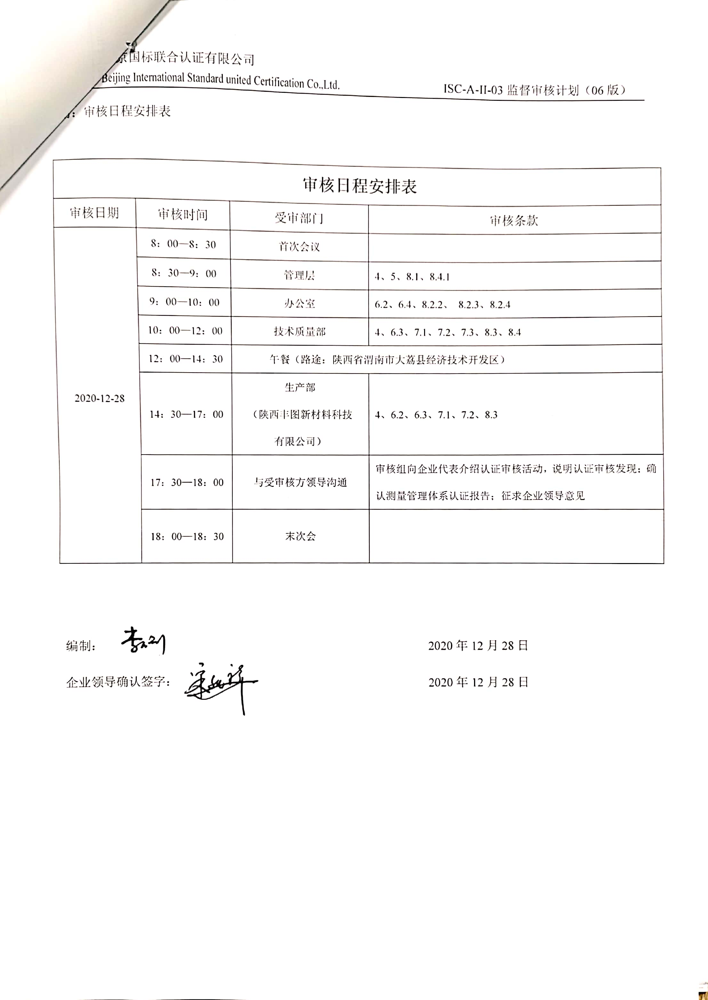 京国标联合认证有限公司
Beijing International Standard united Certification Co.,Ltd.
ISC-A-II-03 监督审核计划（06 版）
：审核日程安排表
审核日程安排表
审核日期 审核时间 受审部门 审核条款
2020-12-28
8：00—8：30 首次会议
8：30—9：00 管理层 4、5、8.1、8.4.1
9：00—10：00 办公室 6.2、6.4、8.2.2、 8.2.3、8.2.4
10：00—12：00 技术质量部 4、6.3、7.1、7.2、7.3、8.3、8.4
12：00—14：30 午餐（路途：陕西省渭南市大荔县经济技术开发区）
14：30—17：00
生产部
（陕西丰图新材料科技
有限公司）
4、6.2、6.3、7.1、7.2、8.3
17：30—18：00 与受审核方领导沟通
审核组向企业代表介绍认证审核活动，说明认证审核发现；确
认测量管理体系认证报告；征求企业领导意见
18：00—18：30 末次会
编制： 2020 年 12 月 28 日
企业领导确认签字： 2020 年 12 月 28 日